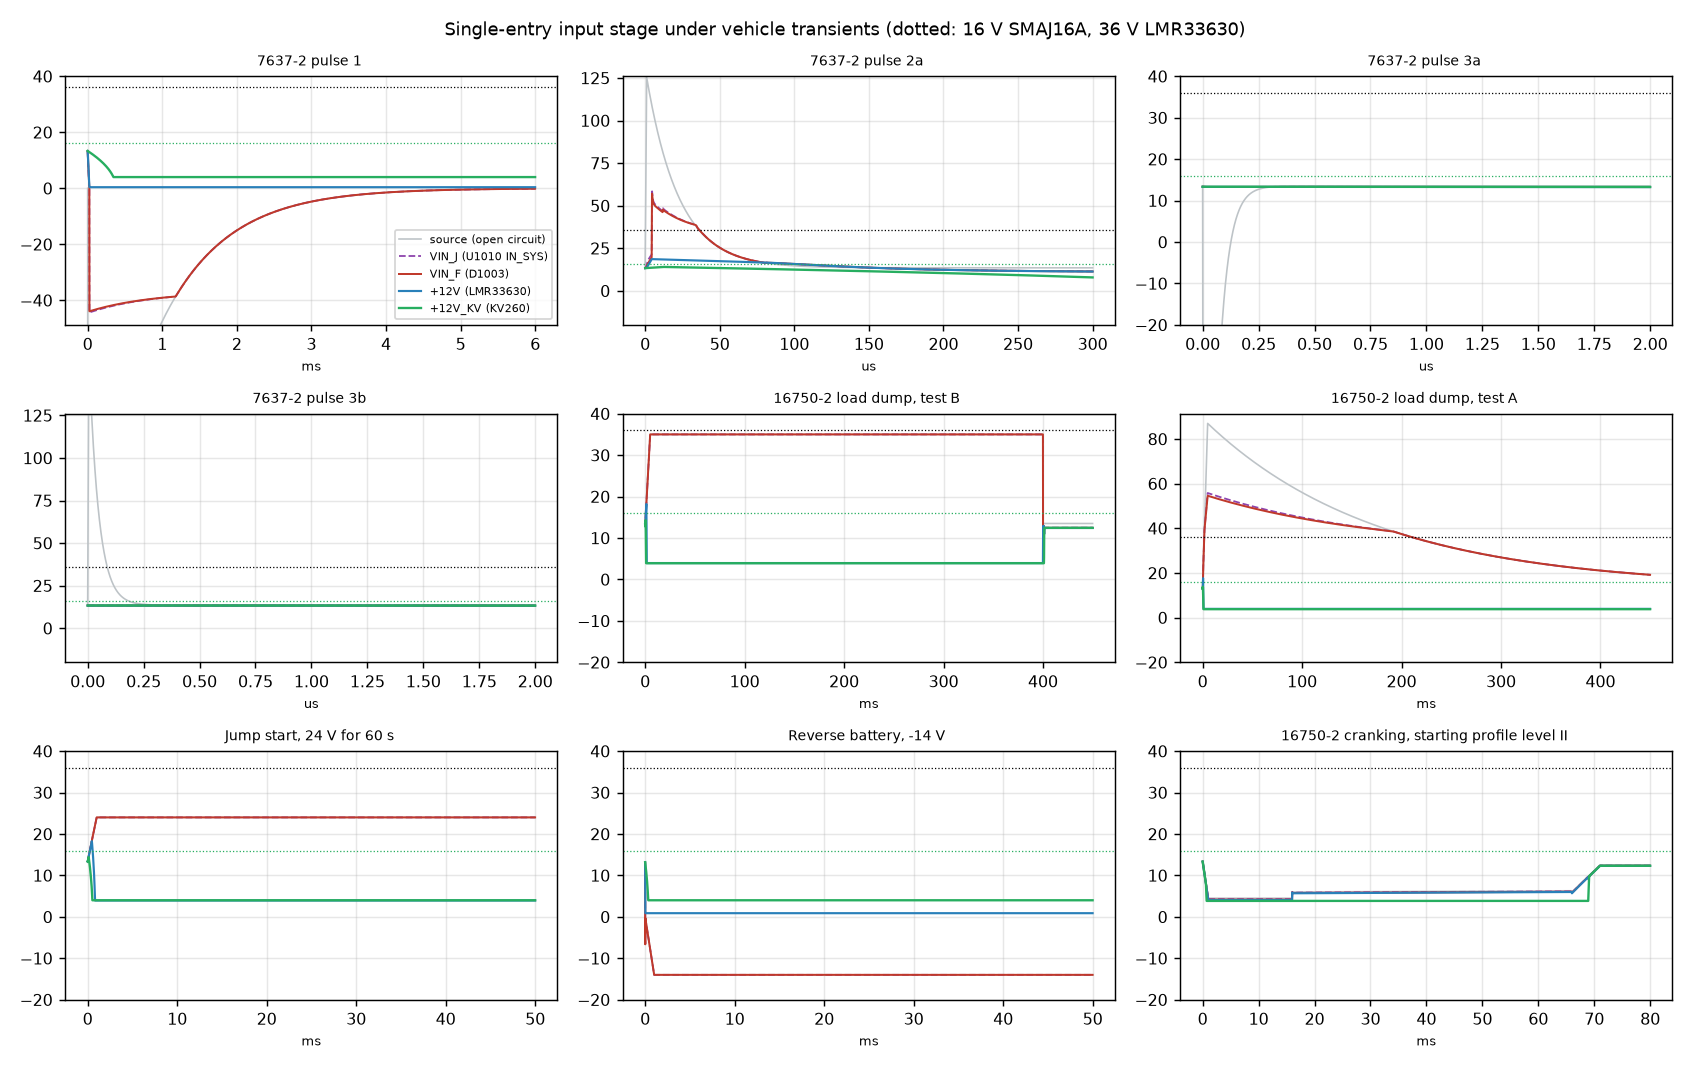 Single-entry input stage under vehicle transients (dotted: 16 V SMAJ16A, 36 V LMR33630)
7637-2 pulse 1
40
20
0
−20
−40
source (open circuit)
VIN_J (U1010 IN_SYS)
VIN_F (D1003)
+12V (LMR33630)
+12V_KV (KV260)
0 1 2 3 4 5 6
ms
7637-2 pulse 2a
125
100
75
50
25
0
0 50 100 150 200 250 300
us
7637-2 pulse 3a
40
30
20
10
0
−10
−20
0.00 0.25 0.50 0.75 1.00 1.25 1.50 1.75 2.00
us
7637-2 pulse 3b
125
100
75
50
25
0
0.00 0.25 0.50 0.75 1.00 1.25 1.50 1.75 2.00
us
16750-2 load dump, test B
40
30
20
10
0
−10
−20
0 100 200 300 400
ms
16750-2 load dump, test A
80
60
40
20
0
−20
0 100 200 300 400
ms
Jump start, 24 V for 60 s
40
30
20
10
0
−10
−20
0 10 20 30 40 50
ms
Reverse battery, -14 V
40
30
20
10
0
−10
−20
0 10 20 30 40 50
ms
16750-2 cranking, starting profile level II
40
30
20
10
0
−10
−20
0 10 20 30 40 50 60 70 80
ms